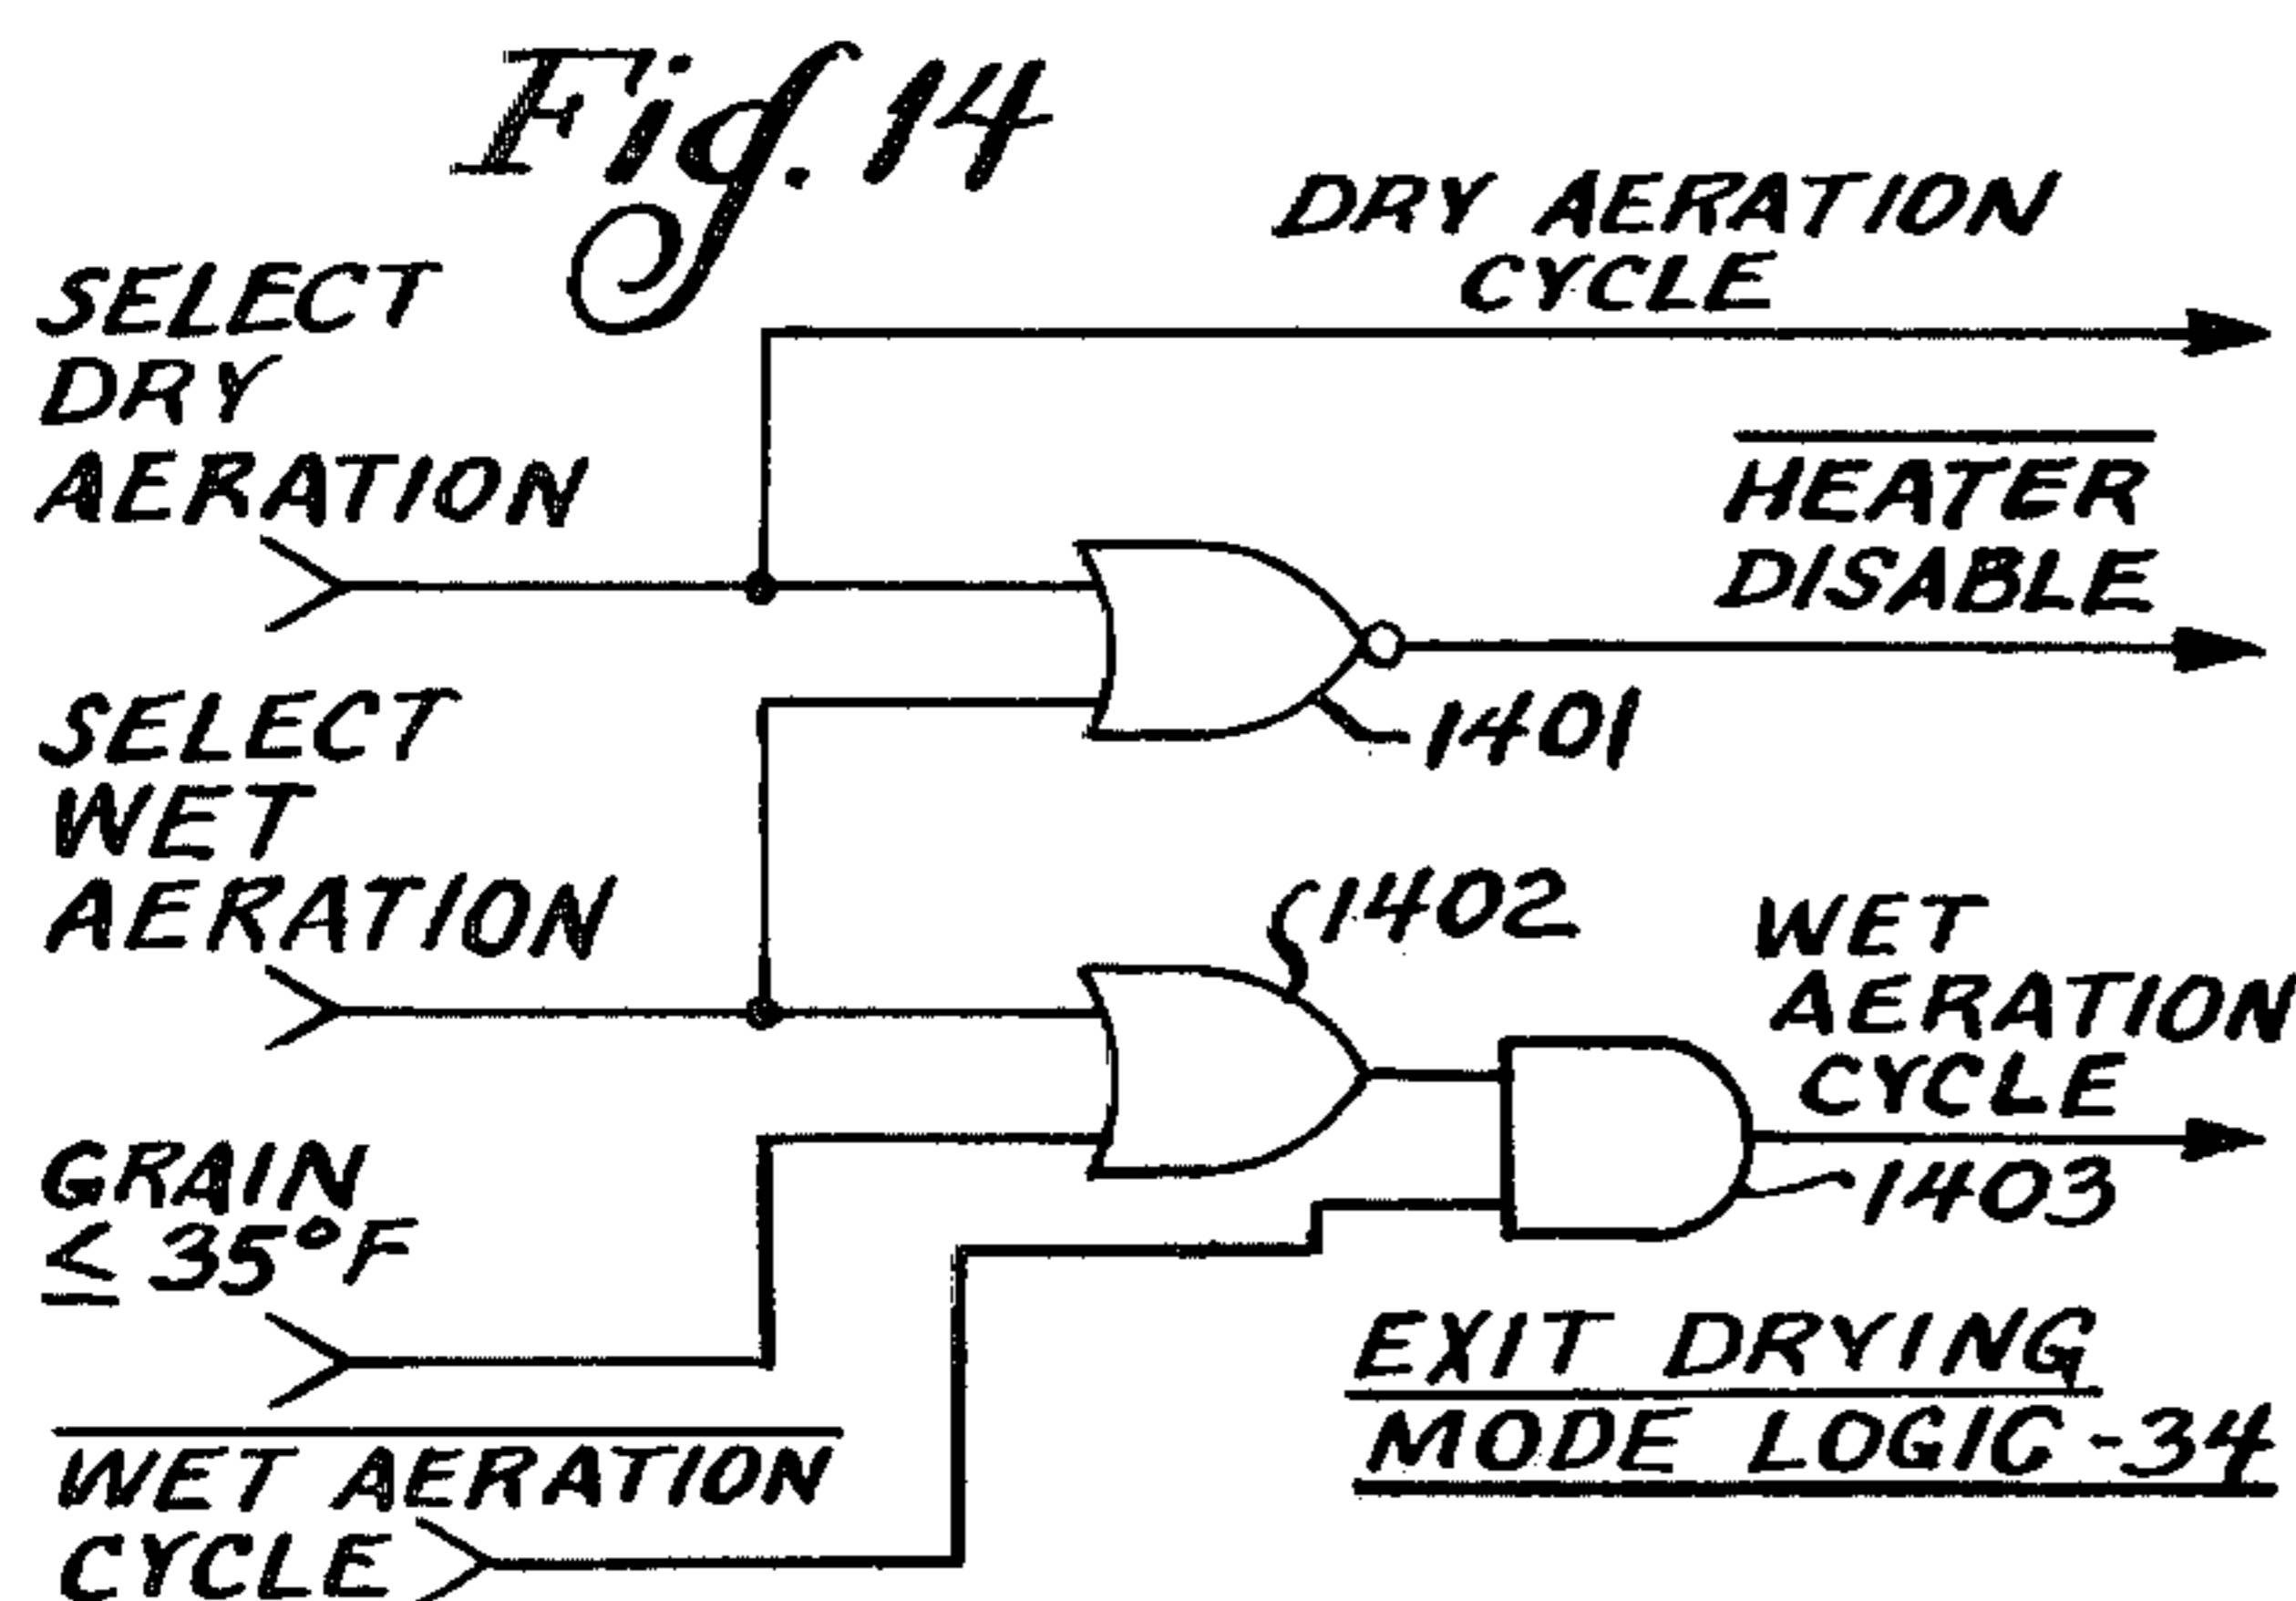 Fig. 14
DRY AERATION
CYCLE
SELECT
DRY
AERATION
HEATER
DISABLE
1401
SELECT
WET
AERATION
1402
WET
AERATION
CYCLE
1403
GRAIN
≤ 35°F
WET AERATION
CYCLE
EXIT DRYING
MODE LOGIC-34